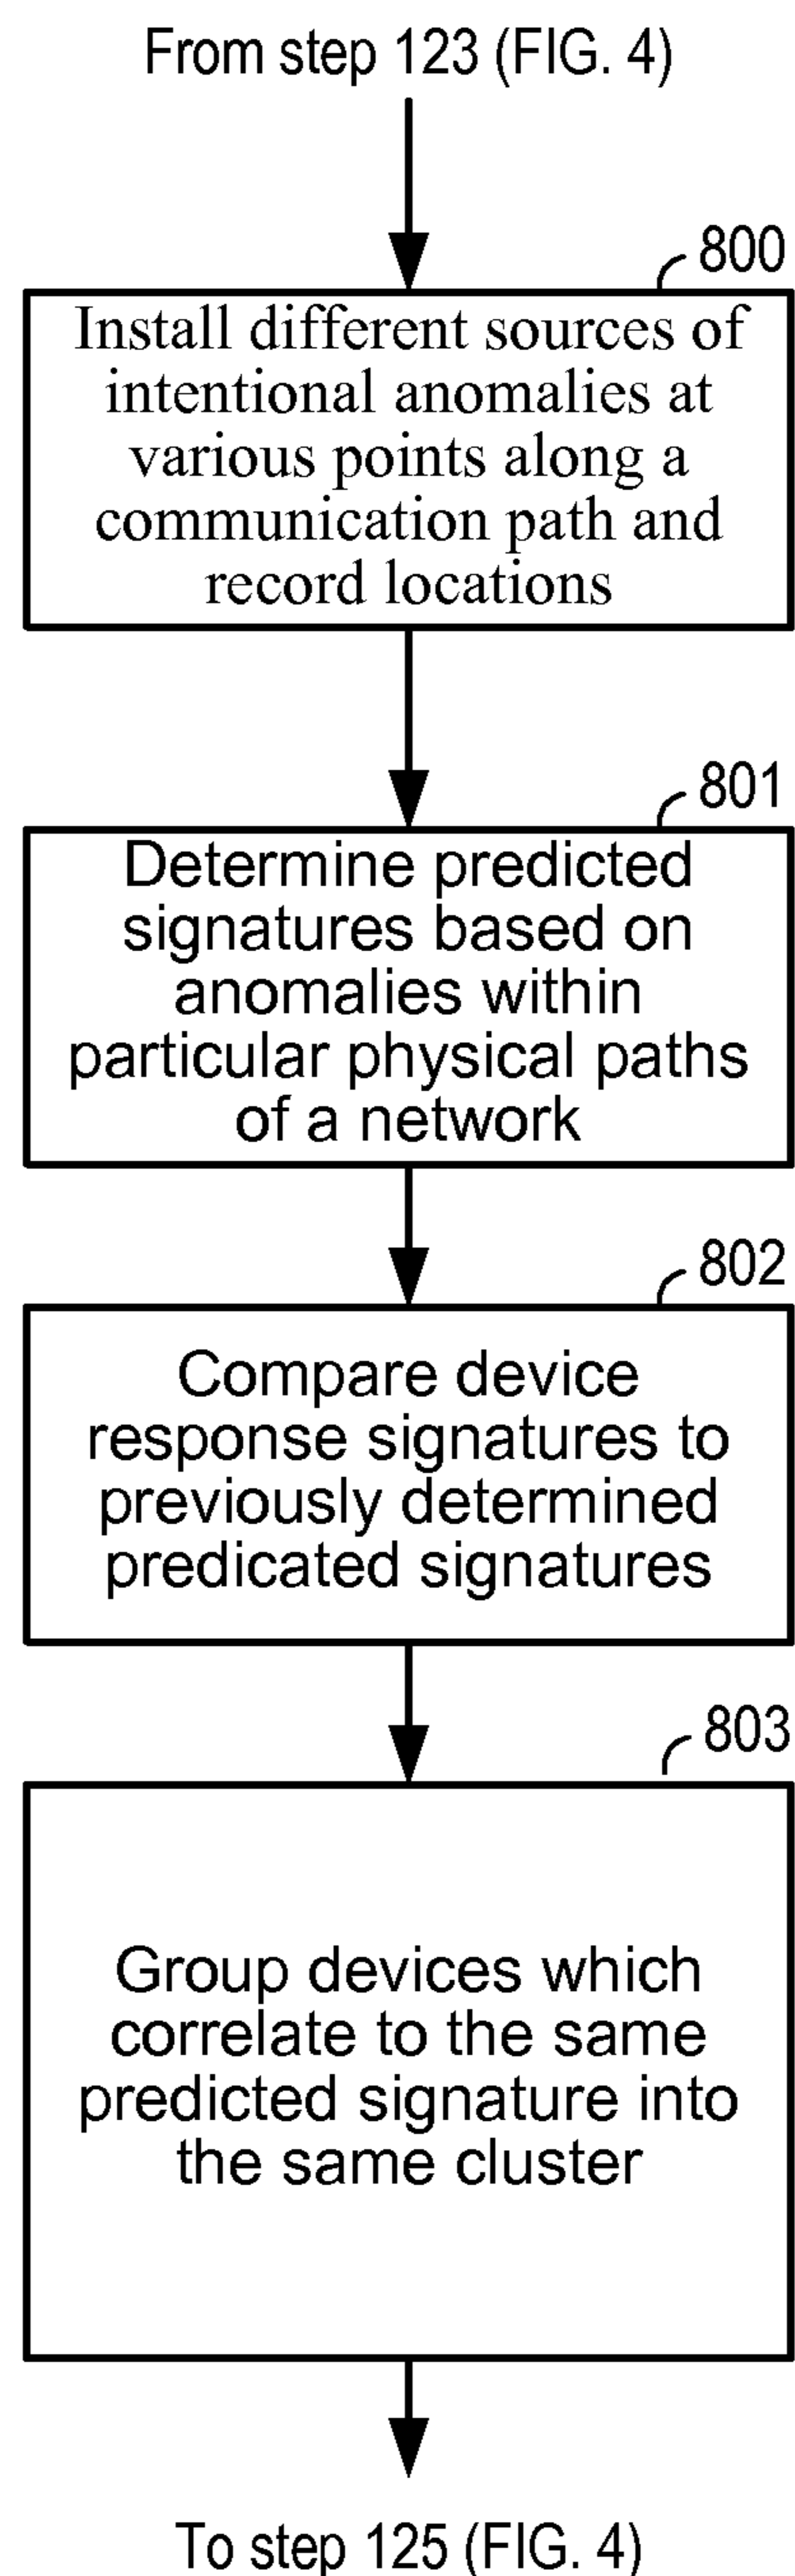 From step 123 (FIG. 4)
800
Install different sources of
intentional anomalies at
various points along a
communication path and
record locations
801
Determine predicted
signatures based on
anomalies within
particular physical paths
of a network
802
Compare device
response signatures to
previously determined
predicated signatures
803
Group devices which
correlate to the same
predicted signature into
the same cluster
To step 125 (FIG. 4)